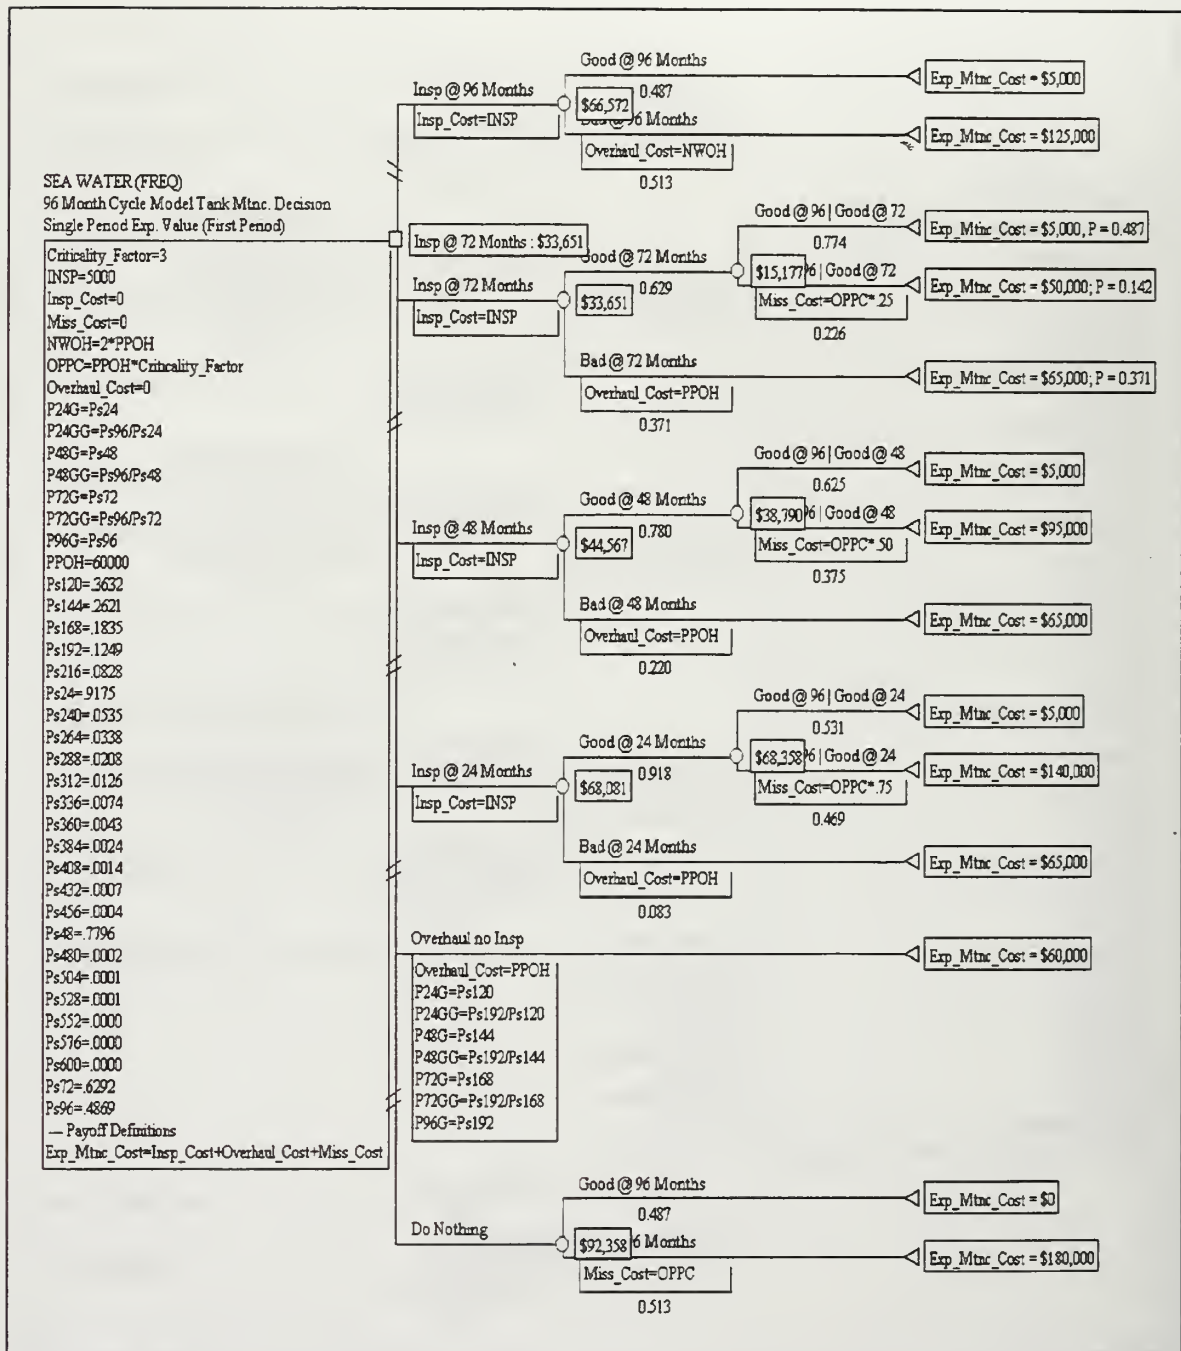 Good @ 96 Months
Insp @ 96 Months
0.487
Exp_Mtnc_Cost = $5,000
$66,572
Insp_Cost=INSP
96 Months
Exp_Mtnc_Cost = $125,000
Overhaul_Cost=NWOH
0.513
SEA WATER (FREQ)
96 Month Cycle Model Tank Mtnc. Decision
Single Period Exp. Value (First Period)
Criticality_Factor=3
INSP=5000
Insp_Cost=0
Miss_Cost=0
NWOH=2*PPOH
OPPC=PPOH*Criticality_Factor
Overhaul_Cost=0
P24G=Ps24
P24GG=Ps96/Ps24
P48G=Ps48
P48GG=Ps96/Ps48
P72G=Ps72
P72GG=Ps96/Ps72
P96G=Ps96
PPOH=60000
Ps120=.3632
Ps144=.2621
Ps168=.1835
Ps192=.1249
Ps216=.0828
Ps24=.9175
Ps240=.0535
Ps264=.0338
Ps288=.0208
Ps312=.0126
Ps336=.0074
Ps360=.0043
Ps384=.0024
Ps408=.0014
Ps432=.0007
Ps456=.0004
Ps48=.7796
Ps480=.0002
Ps504=.0001
Ps528=.0001
Ps552=.0000
Ps576=.0000
Ps600=.0000
Ps72=.6292
Ps96=.4869
— Payoff Definitions
Exp_Mtnc_Cost=Insp_Cost+Overhaul_Cost+Miss_Cost
Insp @ 72 Months : $33,651
Good @ 72 Months
Insp @ 72 Months
0.629
$33,651
Insp_Cost=INSP
Good @ 96 | Good @ 72
0.774
Exp_Mtnc_Cost = $5,000, P = 0.487
$15,177
6 | Good @ 72
Exp_Mtnc_Cost = $50,000; P = 0.142
Miss_Cost=OPPC*.25
0.226
Bad @ 72 Months
Exp_Mtnc_Cost = $65,000; P = 0.371
Overhaul_Cost=PPOH
0.371
Good @ 96 | Good @ 48
0.625
Exp_Mtnc_Cost = $5,000
Good @ 48 Months
Insp @ 48 Months
0.780
$44,567
Insp_Cost=INSP
$38,790
6 | Good @ 48
Exp_Mtnc_Cost = $95,000
Miss_Cost=OPPC*.50
0.375
Bad @ 48 Months
Exp_Mtnc_Cost = $65,000
Overhaul_Cost=PPOH
0.220
Good @ 96 | Good @ 24
0.531
Exp_Mtnc_Cost = $5,000
Good @ 24 Months
Insp @ 24 Months
0.918
$68,081
Insp_Cost=INSP
$68,358
6 | Good @ 24
Exp_Mtnc_Cost = $140,000
Miss_Cost=OPPC*.75
0.469
Bad @ 24 Months
Exp_Mtnc_Cost = $65,000
Overhaul_Cost=PPOH
0.083
Overhaul no Insp
Exp_Mtnc_Cost = $60,000
Overhaul_Cost=PPOH
P24G=Ps120
P24GG=Ps192/Ps120
P48G=Ps144
P48GG=Ps192/Ps144
P72G=Ps168
P72GG=Ps192/Ps168
P96G=Ps192
Good @ 96 Months
0.487
Exp_Mtnc_Cost = $0
Do Nothing
$92,358
6 Months
Exp_Mtnc_Cost = $180,000
Miss_Cost=OPPC
0.513